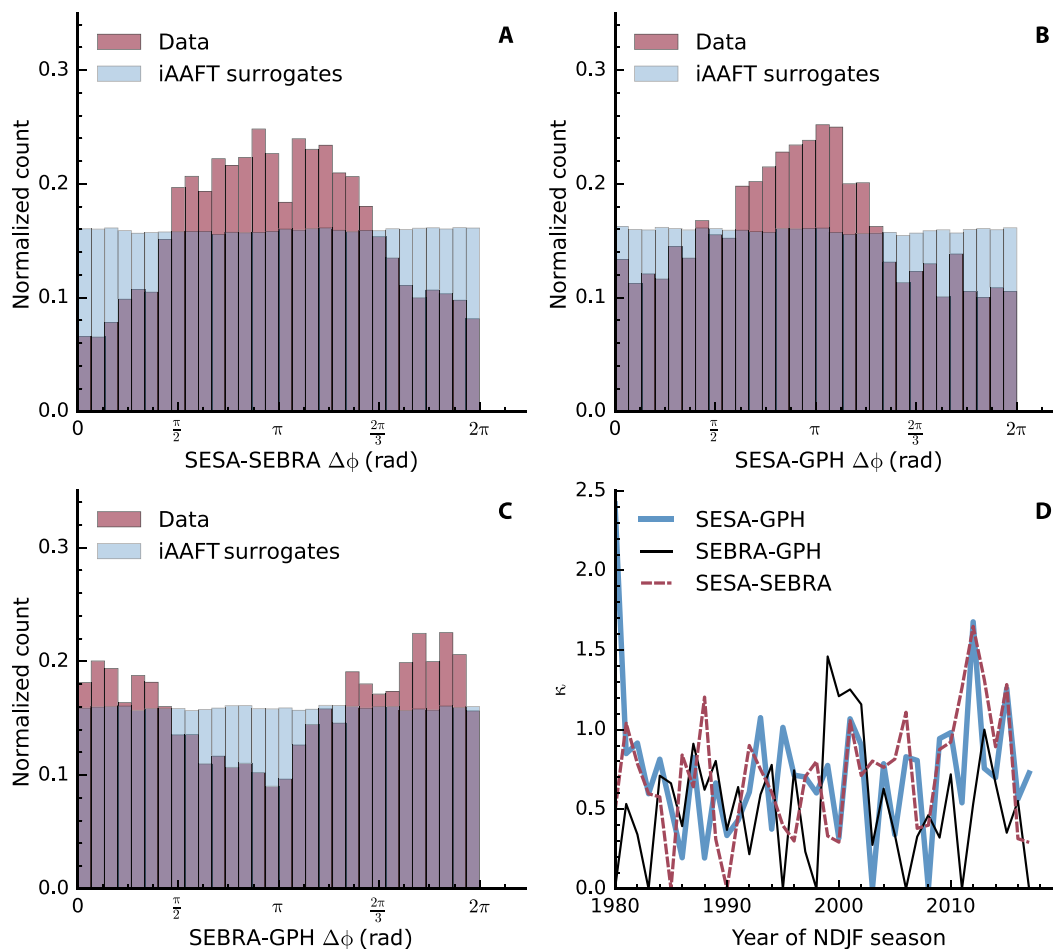 A
Data
iAAFT surrogates
Normalized count
0.3
0.2
0.1
0.0
0
π/2
π
2π/3
2π
SESA-SEBRA Δϕ (rad)
B
Data
iAAFT surrogates
Normalized count
0.3
0.2
0.1
0.0
0
π/2
π
2π/3
2π
SESA-GPH Δϕ (rad)
C
Data
iAAFT surrogates
Normalized count
0.3
0.2
0.1
0.0
0
π/2
π
2π/3
2π
SEBRA-GPH Δϕ (rad)
D
SESA-GPH
SEBRA-GPH
SESA-SEBRA
κ
2.5
2.0
1.5
1.0
0.5
0
1980
1990
2000
2010
Year of NDJF season